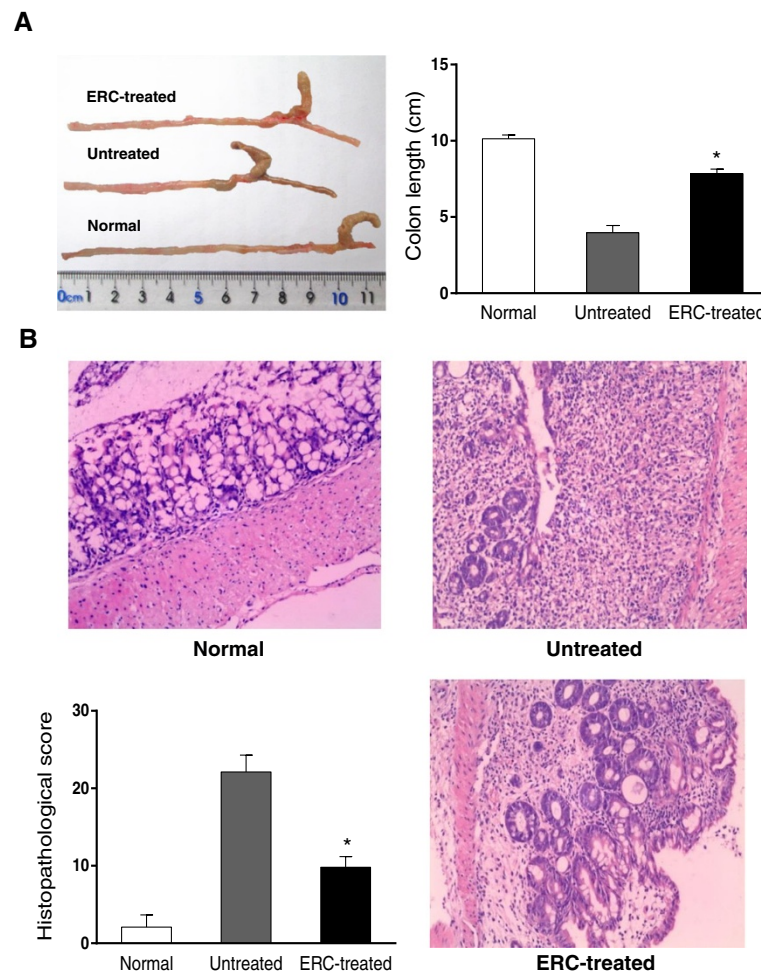 A
ERC-treated
Untreated
Normal
0cm 1 2 3 4 5 6 7 8 9 10 11
Colon length (cm)
15
10
5
0
*
Normal Untreated ERC-treated
B
Normal
Untreated
Histopathological score
30
20
10
0
*
Normal Untreated ERC-treated
ERC-treated